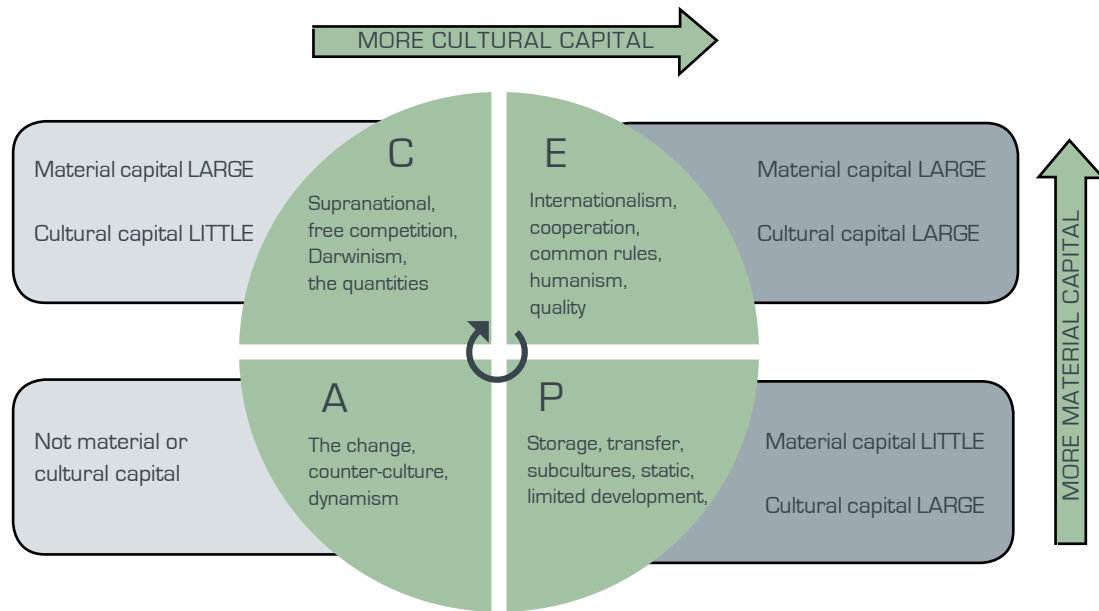 MORE CULTURAL CAPITAL
Material capital LARGE
Cultural capital LITTLE
C
Supranational,
free competition,
Darwinism,
the quantities
E
Internationalism,
cooperation,
common rules,
humanism,
quality
Material capital LARGE
Cultural capital LARGE
MORE MATERIAL CAPITAL
Not material or
cultural capital
A
The change,
counter-culture,
dynamism
P
Storage, transfer,
subcultures, static,
limited development,
Material capital LITTLE
Cultural capital LARGE